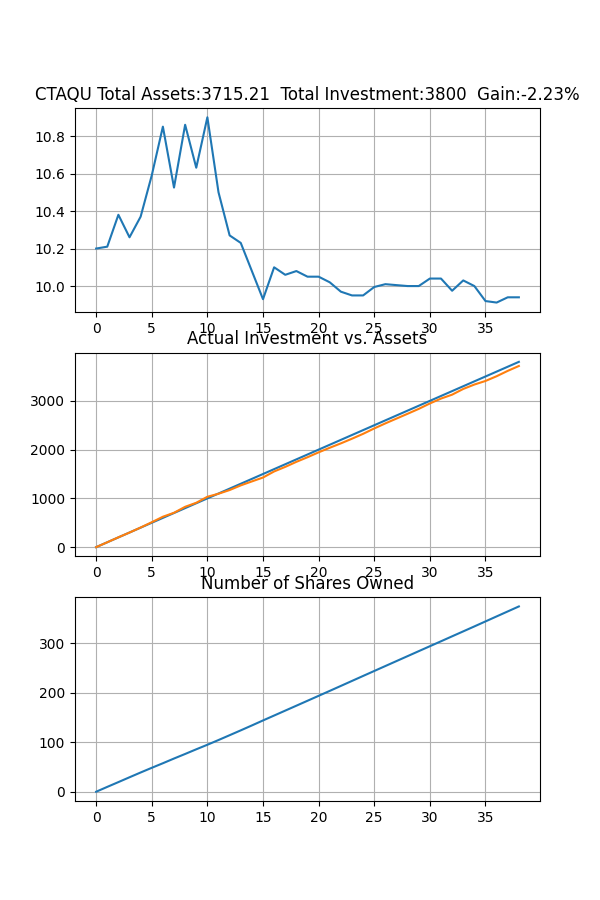 CTAQU Total Assets:3715.21  Total Investment:3800  Gain:-2.23%
10.8
10.6
10.4
10.2
10.0
0 5 10 15 20 25 30 35
Actual Investment vs. Assets
3000
2000
1000
0
0 5 10 15 20 25 30 35
Number of Shares Owned
300
200
100
0
0 5 10 15 20 25 30 35